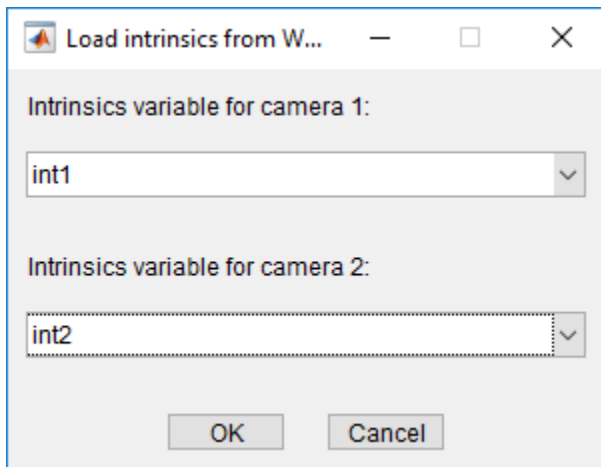 Load intrinsics from W...
Intrinsics variable for camera 1:
int1
Intrinsics variable for camera 2:
int2
OK Cancel